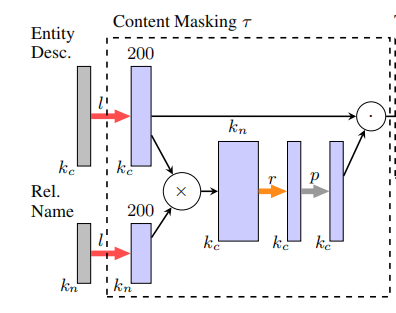 Content Masking τ
Entity
Desc.
200
l
k_n
k_c
k_c
×
·
r
p
Rel.
Name
200
l
k_c
k_c
k_c
k_n
k_n